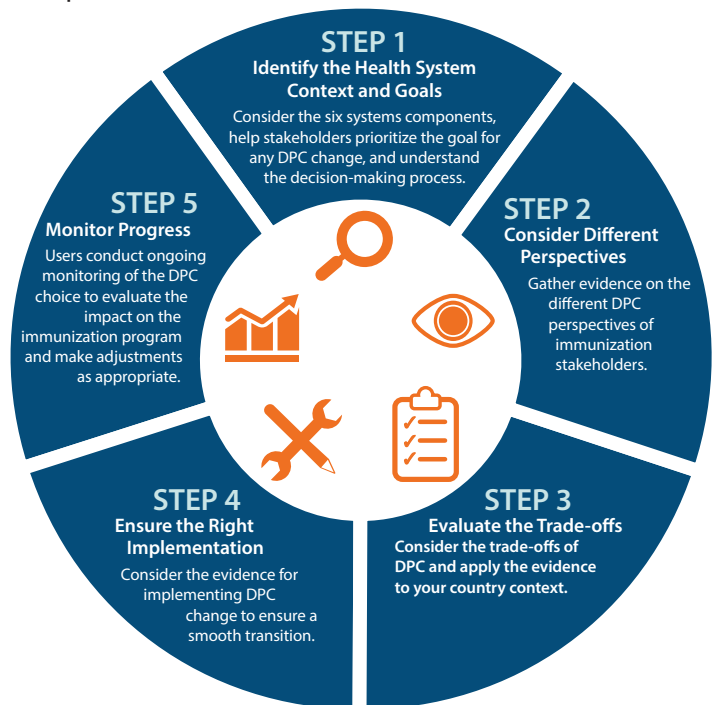 STEP 1
Identify the Health System
Context and Goals
Consider the six systems components,
help stakeholders prioritize the goal for
any DPC change, and understand
the decision-making process.
STEP 2
Consider Different
Perspectives
Gather evidence on the
different DPC
perspectives of
immunization
stakeholders.
STEP 3
Evaluate the Trade-offs
Consider the trade-offs of
DPC and apply the evidence
to your country context.
STEP 4
Ensure the Right
Implementation
Consider the evidence for
implementing DPC
change to ensure a
smooth transition.
STEP 5
Monitor Progress
Users conduct ongoing
monitoring of the DPC
choice to evaluate the
impact on the
immunization program
and make adjustments
as appropriate.